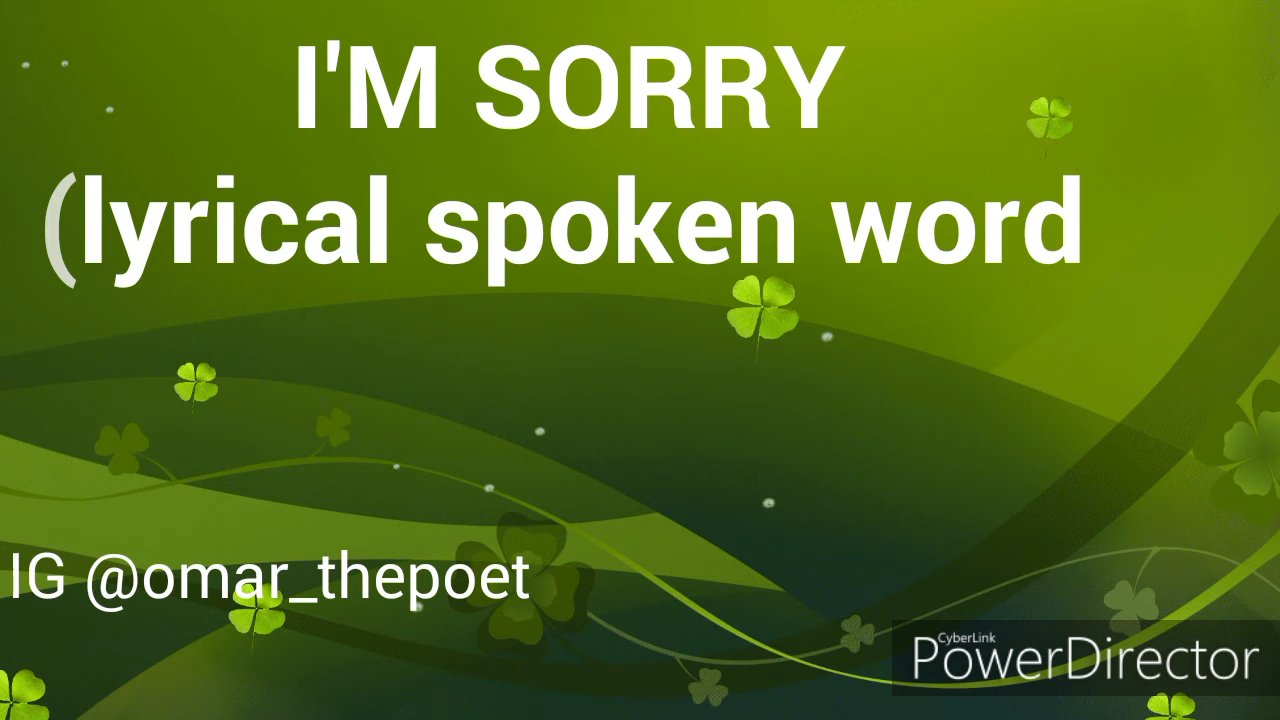 I'M SORRY
(lyrical spoken word
IG @omar_thepoet
CyberLink
PowerDirector